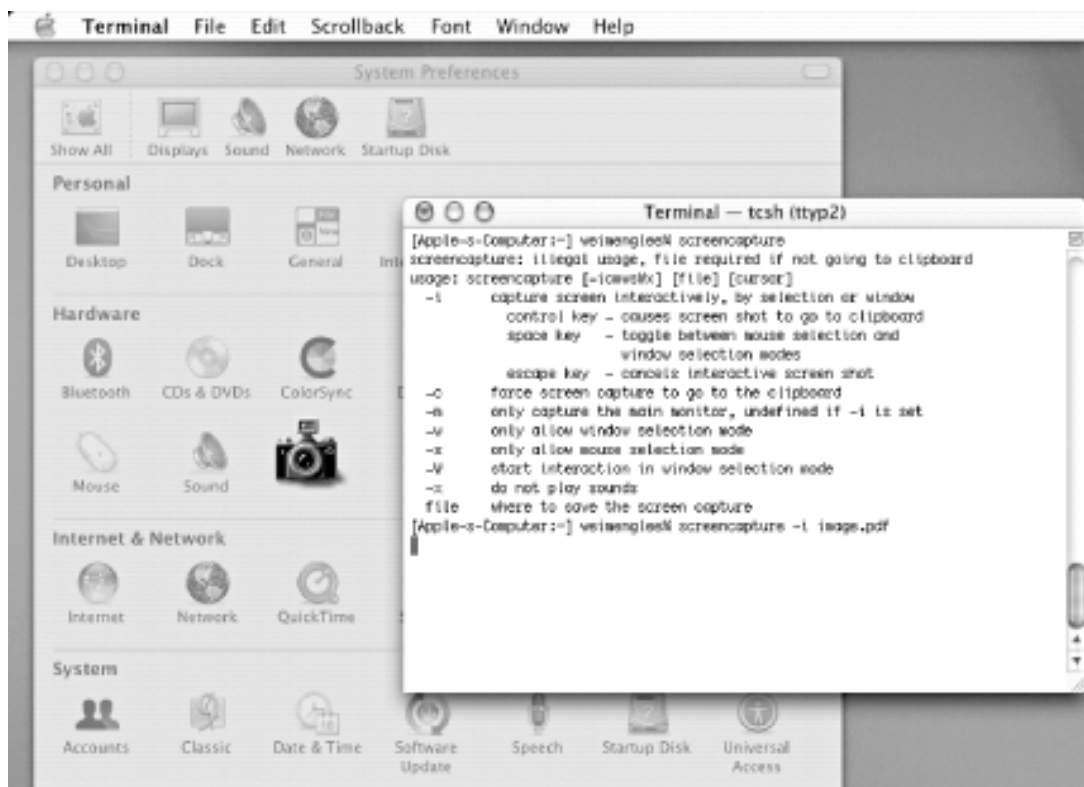 Terminal File Edit Scrollback Font Window Help
System Preferences
Show All Displays Sound Network Startup Disk
Personal
Desktop Dock General
Hardware
Bluetooth CDs & DVDs ColorSync
Mouse Sound
Internet & Network
Internet Network QuickTime
System
Accounts Classic Date & Time Software Update Speech Startup Disk Universal Access
Terminal — tcsh (ttyp2)
[Apple-s-Computer:~] weimenglee% screencapture
screencapture: illegal usage, file required if not going to clipboard
usage: screencapture [-icmwsWx] [file] [cursor]
-i capture screen interactively, by selection or window
control key - causes screen shot to go to clipboard
space key - toggle between mouse selection and
window selection modes
escape key - cancels interactive screen shot
-c force screen capture to go to the clipboard
-m only capture the main monitor, undefined if -i is set
-w only allow window selection mode
-s only allow mouse selection mode
-W start interaction in window selection mode
-x do not play sounds
file where to save the screen capture
[Apple-s-Computer:~] weimenglee% screencapture -i image.pdf